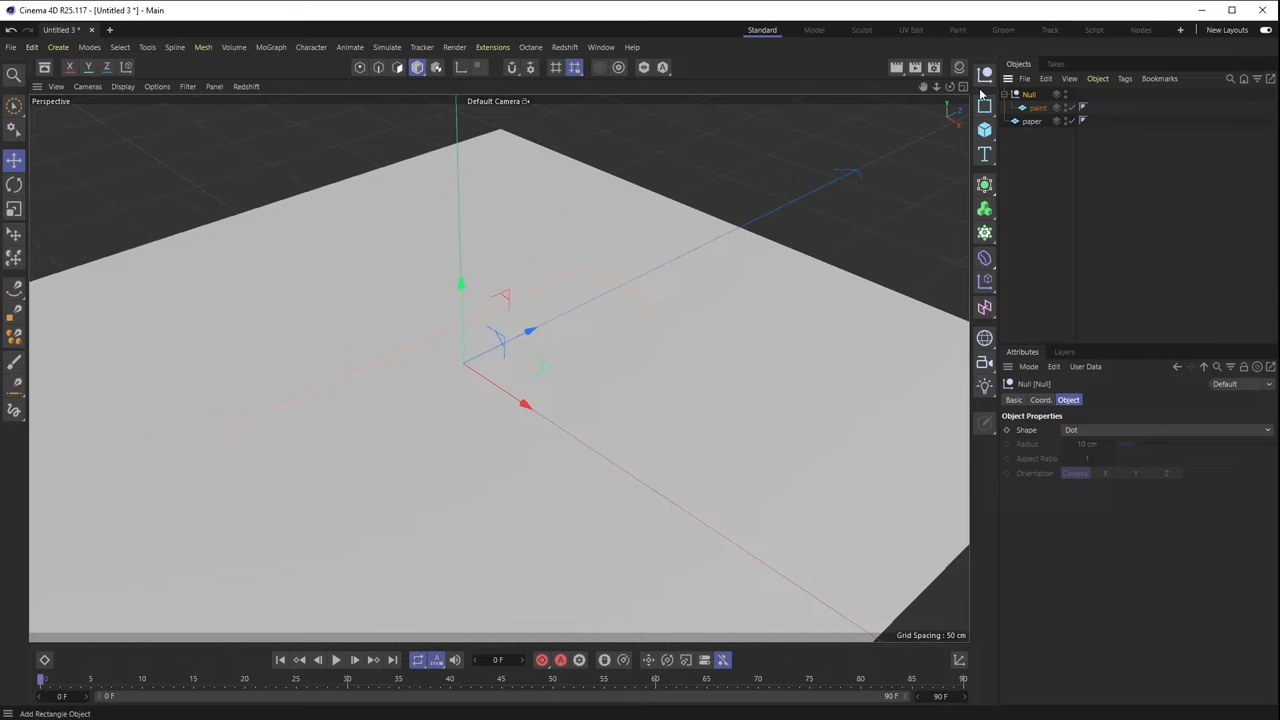 Cinema 4D R25.117 - [Untitled 3 *] - Main
Untitled 3 *
Standard
Model
Sculpt
UV Edit
Paint
Groom
Track
Script
Nodes
New Layouts
File Edit Create Modes Select Tools Spline Mesh Volume MoGraph Character Animate Simulate Tracker Render Extensions Octane Redshift Window Help
Objects Takes
X Y Z
File Edit View Object Tags Bookmarks
View Cameras Display Options Filter Panel Redshift
Perspective
Default Camera
Null
paint
paper
Y
X
Z
Attributes Layers
Mode Edit User Data
Null [Null]
Default
Basic Coord. Object
Object Properties
Shape Dot
Radius 10 cm
Aspect Ratio 1
Orientation Camera X Y Z
Grid Spacing : 50 cm
0 F
0 5 10 15 20 25 30 35 40 45 50 55 60 65 70 75 80 85 90
0 F 0 F 90 F 90 F
Add Rectangle Object